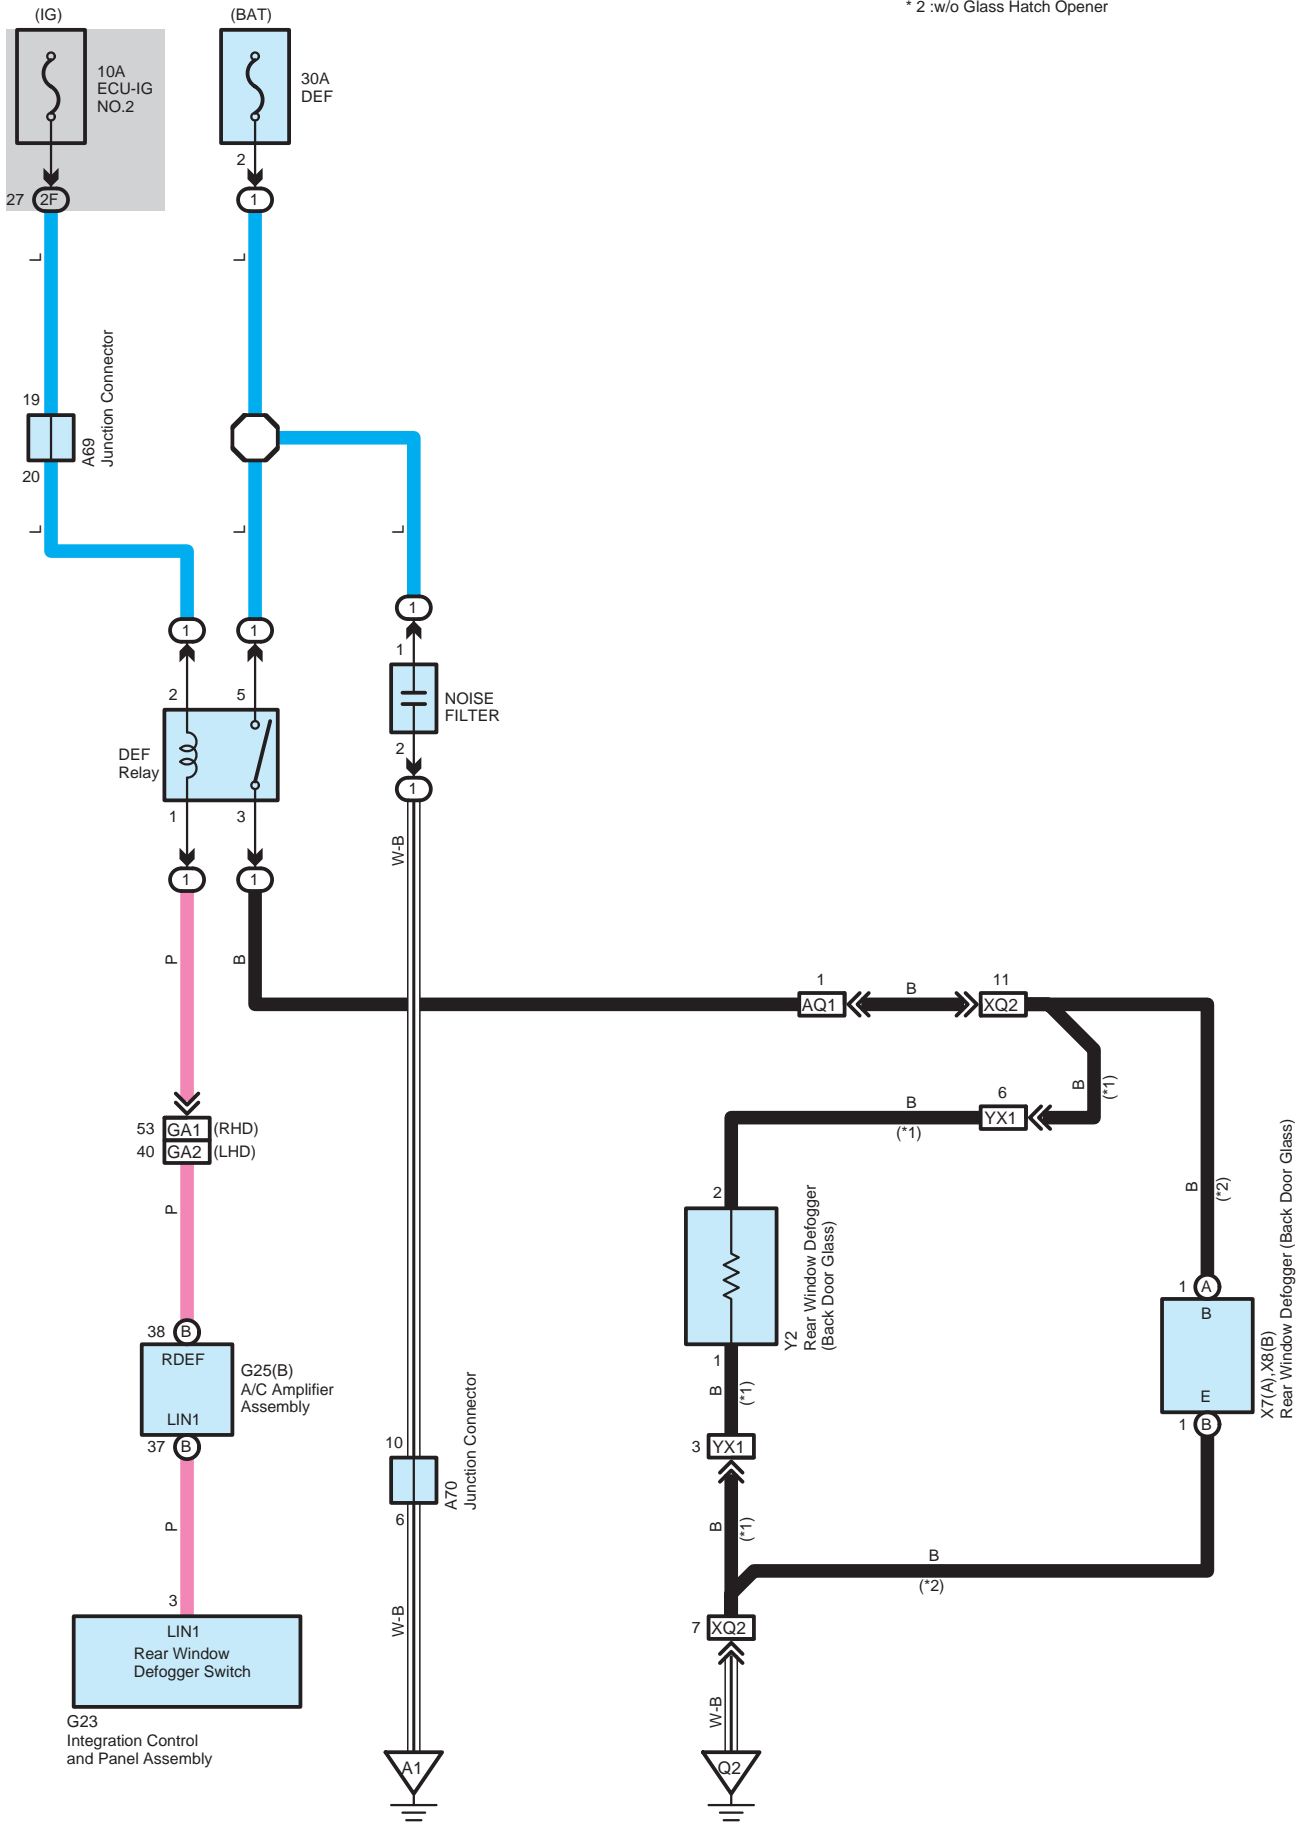 * 2 :w/o Glass Hatch Opener
(IG)
(BAT)
10A
ECU-IG
NO.2
30A
DEF
2
27
2F
1
L
L
19
A69
Junction Connector
20
L
L
L
1
1
1
1
2
5
NOISE
FILTER
DEF
Relay
2
1
1
3
W-B
1
1
P
B
1
AQ1
B
11
XQ2
B
(*1)
6
YX1
B
(*1)
53
GA1
(RHD)
40
GA2
(LHD)
P
B
(*2)
2
Y2
Rear Window Defogger
(Back Door Glass)
1
A
B
X7(A),X8(B)
Rear Window Defogger (Back Door Glass)
E
1
B
38
B
RDEF
G25(B)
A/C Amplifier
Assembly
LIN1
37
B
1
B
(*1)
3
YX1
10
A70
Junction Connector
6
P
B
(*1)
B
(*2)
3
LIN1
Rear Window
Defogger Switch
G23
Integration Control
and Panel Assembly
W-B
7
XQ2
W-B
A1
Q2